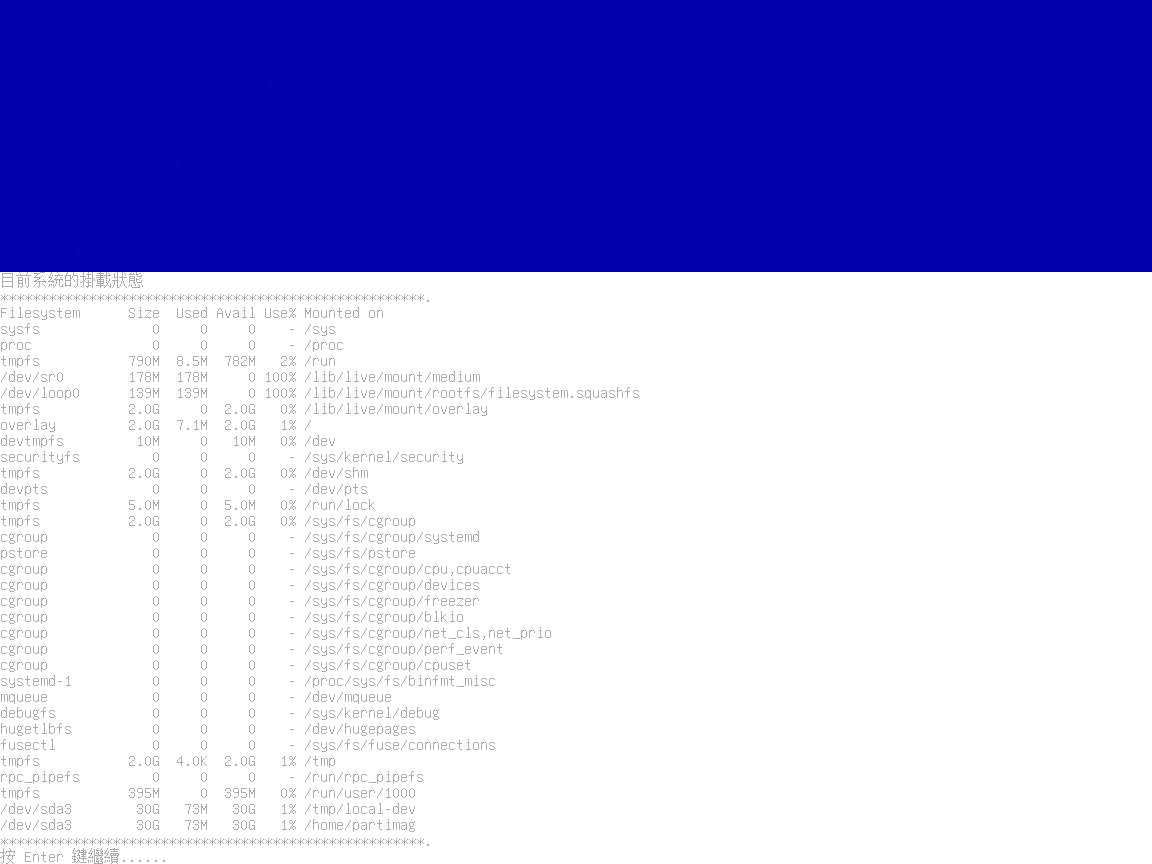 目前系統的掛載狀態
*****************************************************.
Filesystem      Size  Used Avail Use% Mounted on
sysfs              0     0     0    - /sys
proc               0     0     0    - /proc
tmpfs           790M  8.5M  782M   2% /run
/dev/sr0        178M  178M     0 100% /lib/live/mount/medium
/dev/loop0      139M  139M     0 100% /lib/live/mount/rootfs/filesystem.squashfs
tmpfs           2.0G     0  2.0G   0% /lib/live/mount/overlay
overlay         2.0G  7.1M  2.0G   1% /
devtmpfs         10M     0   10M   0% /dev
securityfs         0     0     0    - /sys/kernel/security
tmpfs           2.0G     0  2.0G   0% /dev/shm
devpts             0     0     0    - /dev/pts
tmpfs           5.0M     0  5.0M   0% /run/lock
tmpfs           2.0G     0  2.0G   0% /sys/fs/cgroup
cgroup             0     0     0    - /sys/fs/cgroup/systemd
pstore             0     0     0    - /sys/fs/pstore
cgroup             0     0     0    - /sys/fs/cgroup/cpu,cpuacct
cgroup             0     0     0    - /sys/fs/cgroup/devices
cgroup             0     0     0    - /sys/fs/cgroup/freezer
cgroup             0     0     0    - /sys/fs/cgroup/blkio
cgroup             0     0     0    - /sys/fs/cgroup/net_cls,net_prio
cgroup             0     0     0    - /sys/fs/cgroup/perf_event
cgroup             0     0     0    - /sys/fs/cgroup/cpuset
systemd-1          0     0     0    - /proc/sys/fs/binfmt_misc
mqueue             0     0     0    - /dev/mqueue
debugfs            0     0     0    - /sys/kernel/debug
hugetlbfs          0     0     0    - /dev/hugepages
fusectl            0     0     0    - /sys/fs/fuse/connections
tmpfs           2.0G  4.0K  2.0G   1% /tmp
rpc_pipefs         0     0     0    - /run/rpc_pipefs
tmpfs           395M     0  395M   0% /run/user/1000
/dev/sda3        30G   73M   30G   1% /tmp/local-dev
/dev/sda3        30G   73M   30G   1% /home/partimag
*****************************************************.
按 Enter 鍵繼續......